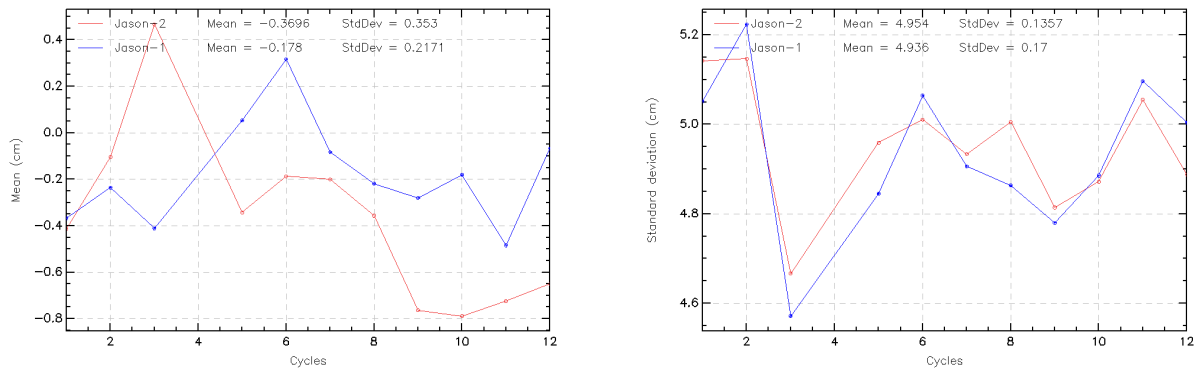 Jason-2 Mean = -0.3696 StdDev = 0.353
Jason-1 Mean = -0.178 StdDev = 0.2171
0.4
0.2
0.0
-0.2
-0.4
-0.6
-0.8
Mean (cm)
2 4 6 8 10 12
Cycles
Jason-2 Mean = 4.954 StdDev = 0.1357
Jason-1 Mean = 4.936 StdDev = 0.17
5.2
5.0
4.8
4.6
Standard deviation (cm)
2 4 6 8 10 12
Cycles